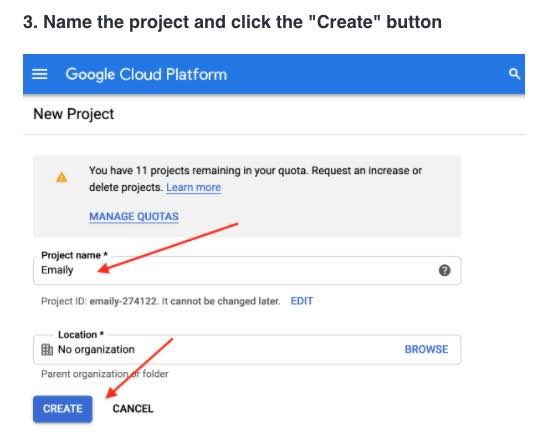 3. Name the project and click the "Create" button
Google Cloud Platform
New Project
You have 11 projects remaining in your quota. Request an increase or
delete projects. Learn more
MANAGE QUOTAS
Project name *
Emaily
Project ID: emaily-274122. It cannot be changed later. EDIT
Location *
No organization BROWSE
Parent organization or folder
CREATE CANCEL